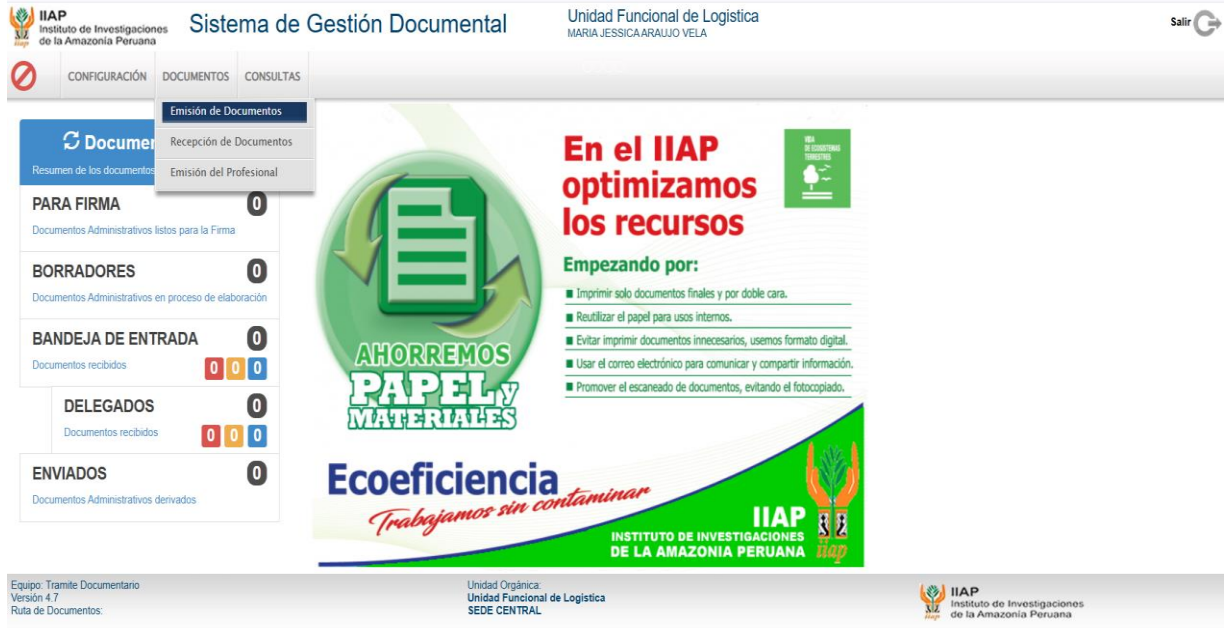 IIAP
Instituto de Investigaciones
de la Amazonia Peruana
Sistema de Gestión Documental
Unidad Funcional de Logistica
MARIA JESSICA ARAUJO VELA
Salir
CONFIGURACIÓN
DOCUMENTOS
CONSULTAS
Emisión de Documentos
Recepción de Documentos
Emisión del Profesional
Resumen de los documentos
PARA FIRMA 0
Documentos Administrativos listos para la Firma
BORRADORES 0
Documentos Administrativos en proceso de elaboración
BANDEJA DE ENTRADA 0
Documentos recibidos 0 0 0
DELEGADOS 0
Documentos recibidos 0 0 0
ENVIADOS 0
Documentos Administrativos derivados
En el IIAP
optimizamos
los recursos
VIDA
DE ECOSISTEMAS
TERRESTRES
Empezando por:
Imprimir solo documentos finales y por doble cara.
Reutilizar el papel para usos internos.
Evitar imprimir documentos innecesarios, usemos formato digital.
Usar el correo electrónico para comunicar y compartir información.
Promover el escaneado de documentos, evitando el fotocopiado.
AHORREMOS
PAPEL y
MATERIALES
Ecoeficiencia
Trabajamos sin contaminar
IIAP
INSTITUTO DE INVESTIGACIONES
DE LA AMAZONIA PERUANA
iiap
Equipo: Tramite Documentario
Versión 4.7
Ruta de Documentos:
Unidad Orgánica:
Unidad Funcional de Logistica
SEDE CENTRAL
IIAP
Instituto de Investigaciones
de la Amazonia Peruana